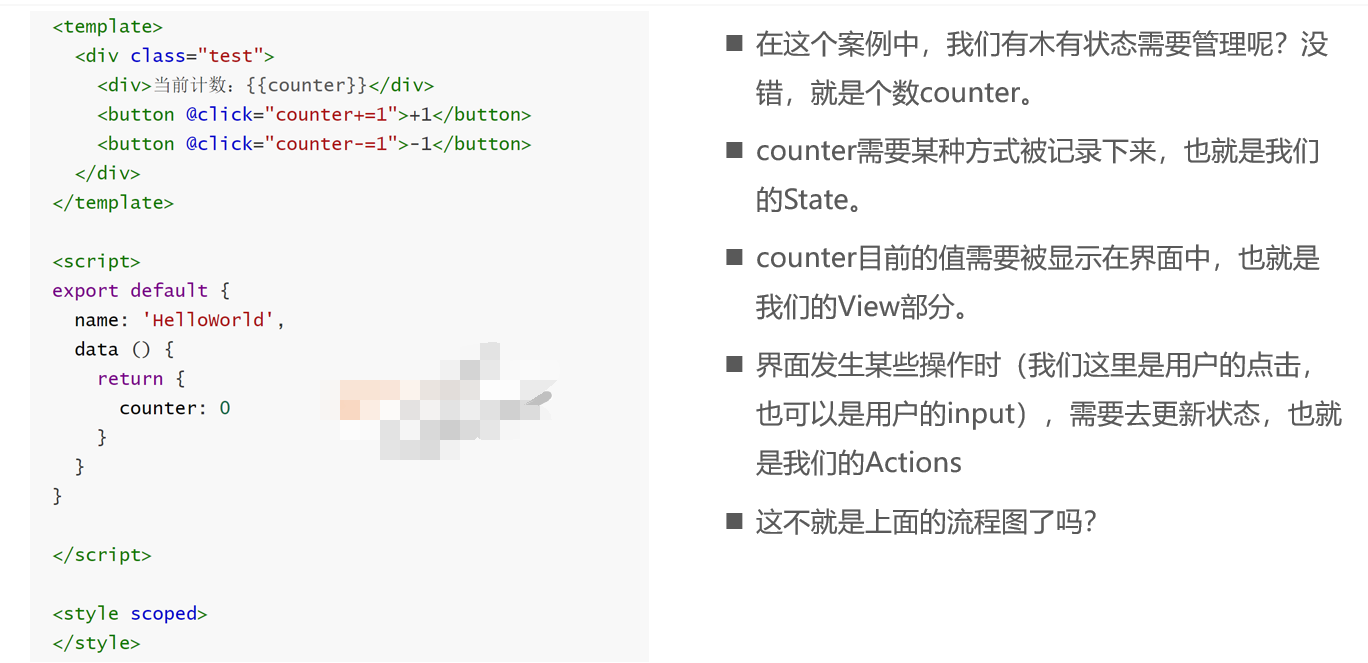 <template>
<div class="test">
<div>当前计数：{{counter}}</div>
<button @click="counter+=1">+1</button>
<button @click="counter-=1">-1</button>
</div>
</template>
<script>
export default {
name: 'HelloWorld',
data () {
return {
counter: 0
}
}
}
</script>
<style scoped>
</style>
在这个案例中，我们有木有状态需要管理呢？没
错，就是个数counter。
counter需要某种方式被记录下来，也就是我们
的State。
counter目前的值需要被显示在界面中，也就是
我们的View部分。
界面发生某些操作时（我们这里是用户的点击，
也可以是用户的input），需要去更新状态，也就
是我们的Actions
这不就是上面的流程图了吗？